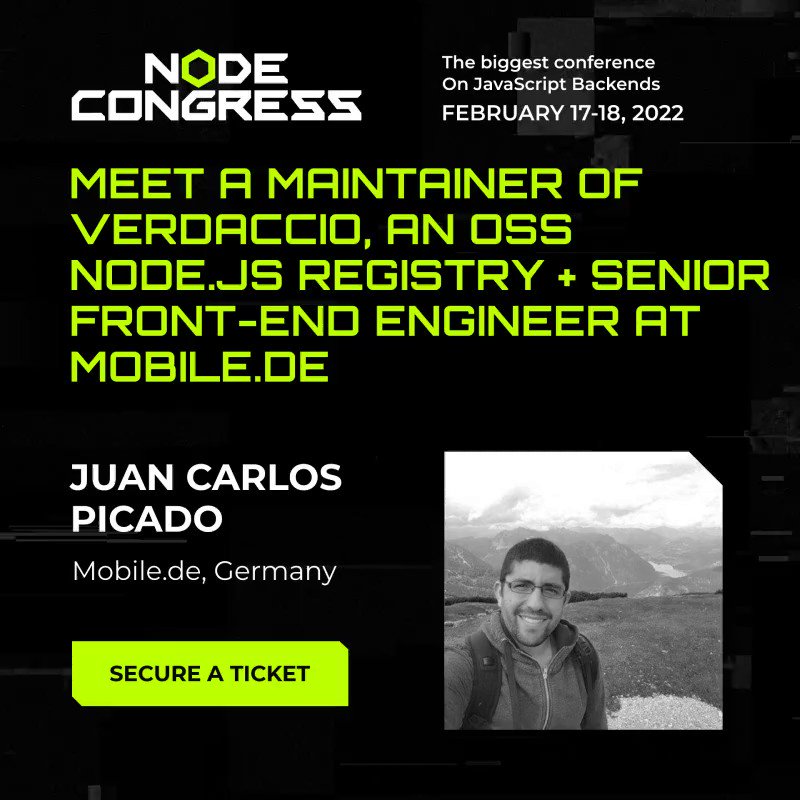 NODE
CONGRESS
The biggest conference
On JavaScript Backends
FEBRUARY 17-18, 2022
MEET A MAINTAINER OF
VERDACCIO, AN OSS
NODE.JS REGISTRY + SENIOR
FRONT-END ENGINEER AT
MOBILE.DE
JUAN CARLOS
PICADO
Mobile.de, Germany
SECURE A TICKET